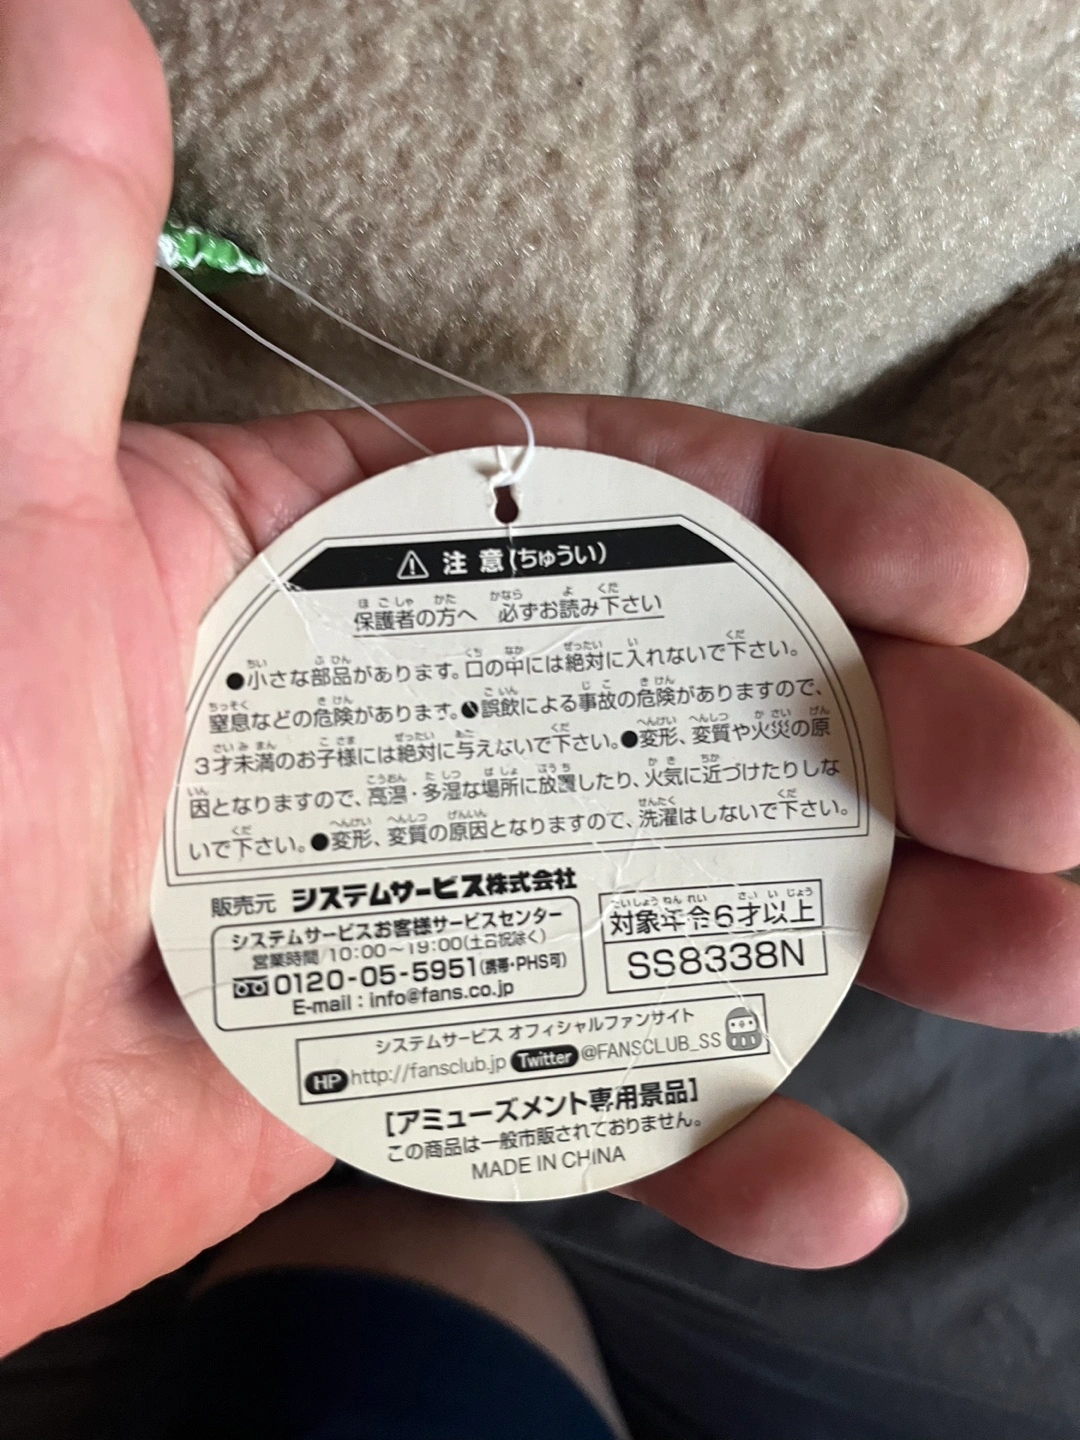 ⚠ 注意(ちゅうい)
保護者の方へ 必ずお読み下さい
●小さな部品があります。口の中には絶対に入れないで下さい。
窒息などの危険があります。●誤飲による事故の危険がありますので、
3才未満のお子様には絶対に与えないで下さい。●変形、変質や火災の原
因となりますので、高温・多湿な場所に放置したり、火気に近づけたりしな
いで下さい。●変形、変質の原因となりますので、洗濯はしないで下さい。
販売元 システムサービス株式会社
システムサービスお客様サービスセンター
営業時間/10:00～19:00(土日祝除く)
0120-05-5951(携帯・PHS可)
E-mail : info@fans.co.jp
対象年令6才以上
SS8338N
システムサービス オフィシャルファンサイト
HP http://fansclub.jp Twitter @FANSCLUB_SS
[アミューズメント専用景品]
この商品は一般市販されておりません。
MADE IN CHINA